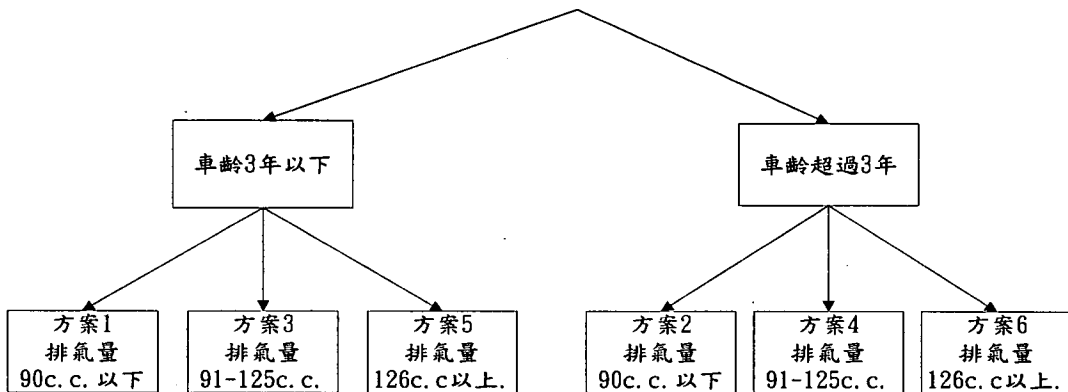 車齡3年以下
車齡超過3年
方案1
排氣量
90c.c.以下
方案3
排氣量
91-125c.c.
方案5
排氣量
126c.c以上.
方案2
排氣量
90c.c.以下
方案4
排氣量
91-125c.c.
方案6
排氣量
126c.c以上.